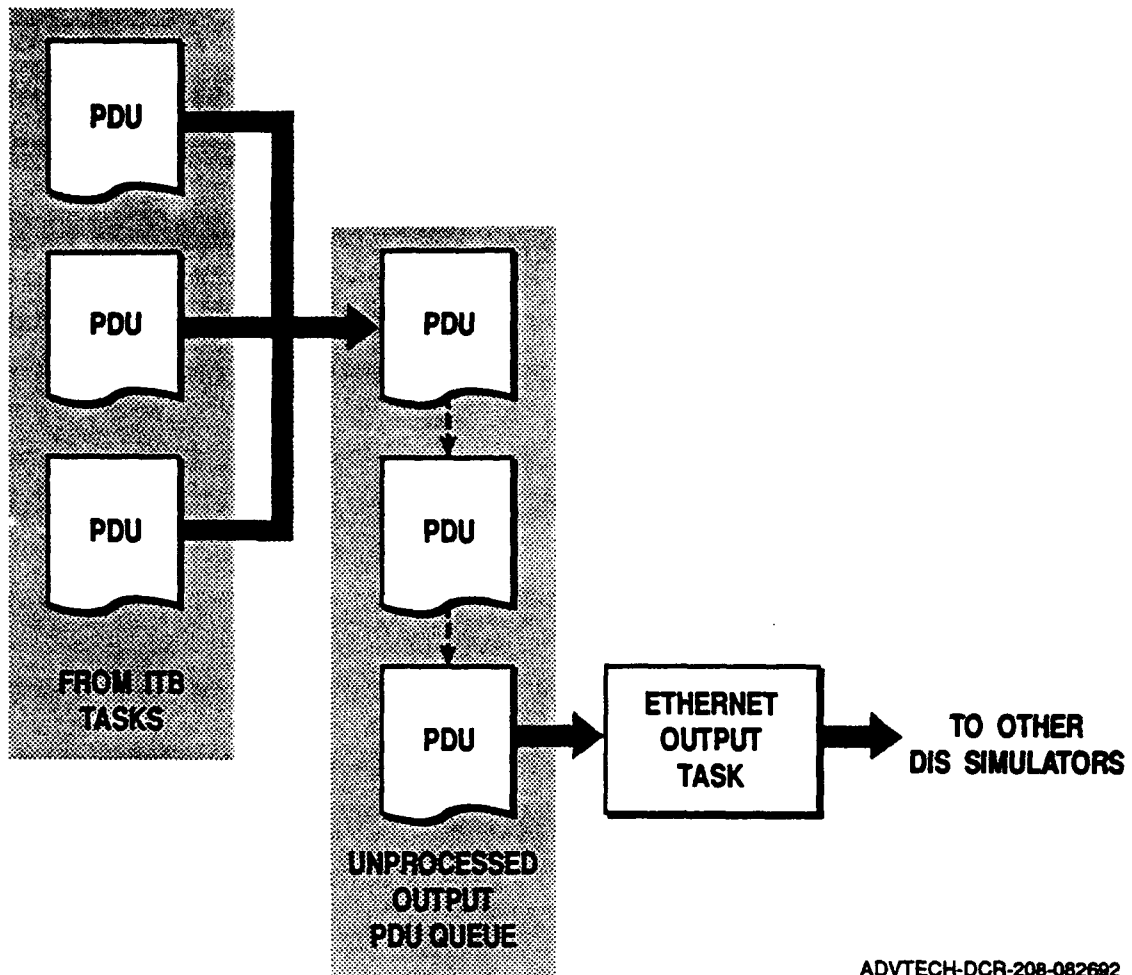 PDU
PDU
PDU
FROM ITB
TASKS
PDU
PDU
PDU
UNPROCESSED
OUTPUT
PDU QUEUE
ETHERNET
OUTPUT
TASK
TO OTHER
DIS SIMULATORS
ADVTECH-DCR-208-082692